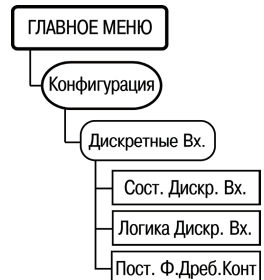 ГЛАВНОЕ МЕНЮ
Конфигурация
Дискретные Вх.
Сост. Дискр. Вх.
Логика Дискр. Вх.
Пост. Ф.Дреб.Конт